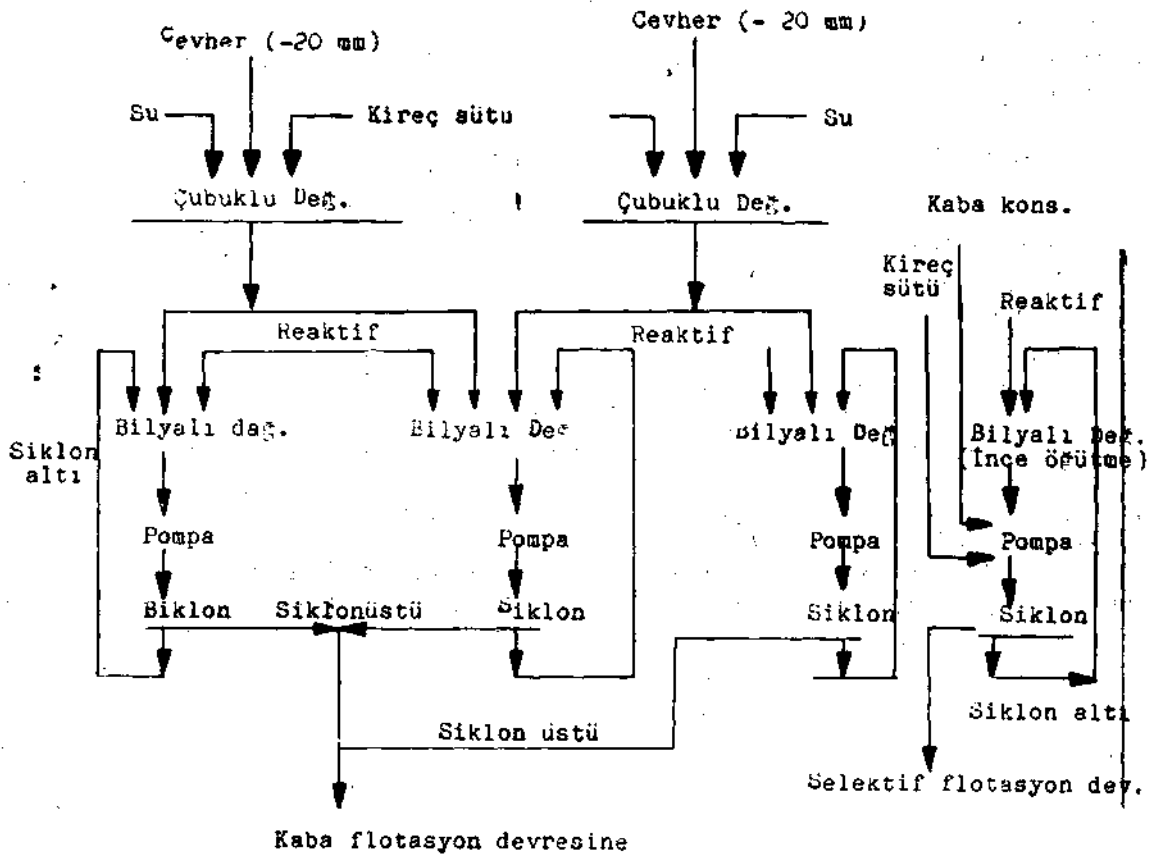 Cevher (-20 mm)
Cevher (- 20 mm)
Su
Kireç sütu
Su
Çubuklu Değ.
Çubuklu Değ.
Kaba kons.
Kireç
sütü
Reaktif
Reaktif
Reaktif
Bilyalı dağ.
Bilyalı Değ
Bilyalı Değ
Bilyalı Değ.
(İnce öğütme)
Siklon
altı
Pompa
Pompa
Pompa
Pompa
Biklon
Siklonüstü
Siklon
Siklon
Siklon
Siklon altı
Siklon üstü
Selektif flotasyon dev.
Kaba flotasyon devresine